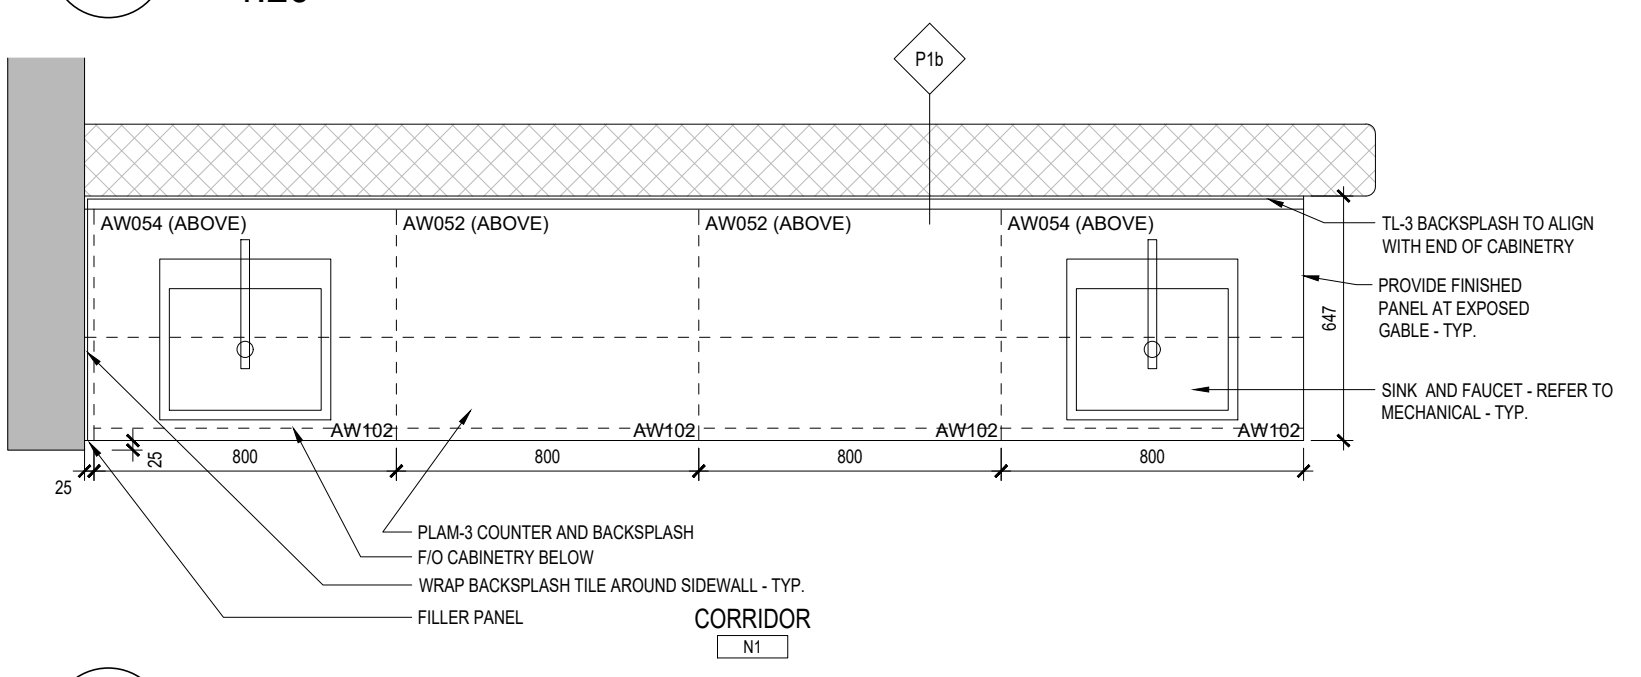 P1b
AW054 (ABOVE)
AW052 (ABOVE)
AW052 (ABOVE)
AW054 (ABOVE)
TL-3 BACKSPLASH TO ALIGN
WITH END OF CABINETRY
PROVIDE FINISHED
PANEL AT EXPOSED
GABLE - TYP.
647
SINK AND FAUCET - REFER TO
MECHANICAL - TYP.
AW102
AW102
AW102
AW102
25
800
800
800
800
25
PLAM-3 COUNTER AND BACKSPLASH
F/O CABINETRY BELOW
WRAP BACKSPLASH TILE AROUND SIDEWALL - TYP.
FILLER PANEL
CORRIDOR
N1